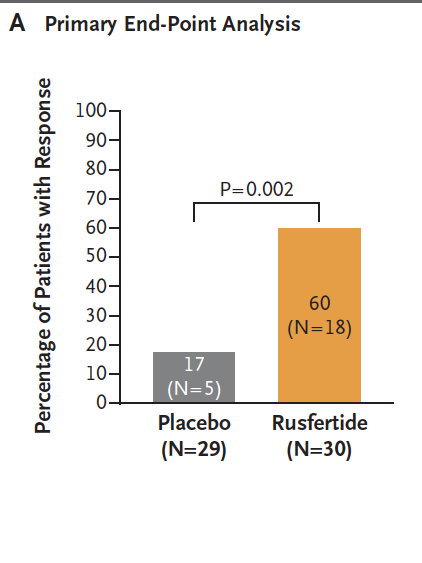 A Primary End-Point Analysis
Percentage of Patients with Response
100
90
80
70
60
50
40
30
20
10
0
P=0.002
17
(N=5)
60
(N=18)
Placebo
(N=29)
Rusfertide
(N=30)